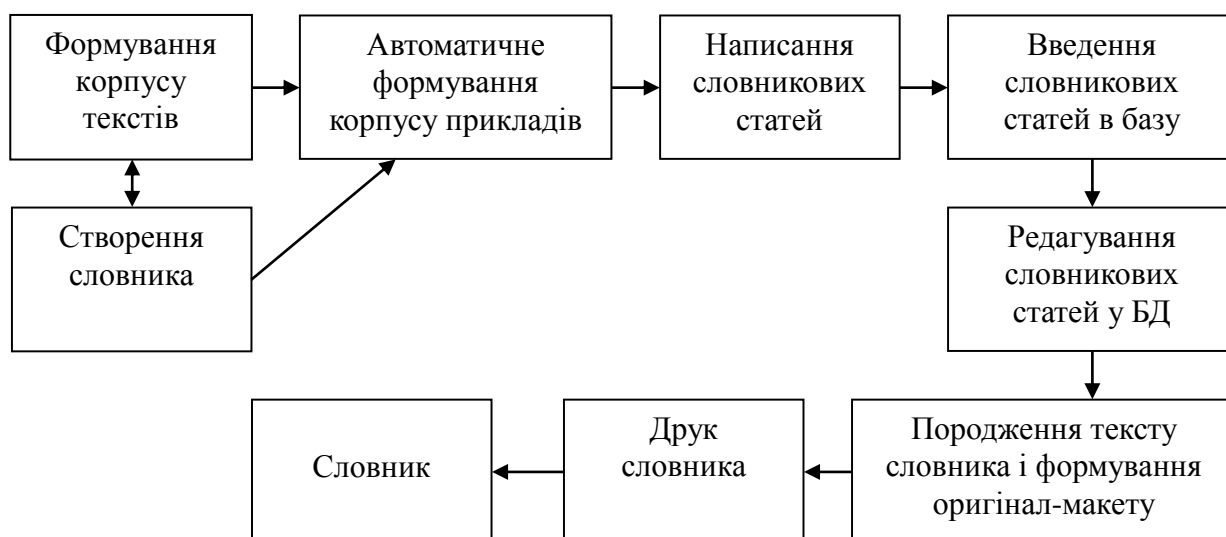 Формування
корпусу
текстів
Автоматичне
формування
корпусу прикладів
Написання
словникових
статей
Введення
словникових
статей в базу
Створення
словника
Редагування
словникових
статей у БД
Словник
Друк
словника
Породження тексту
словника і формування
оригінал-макету